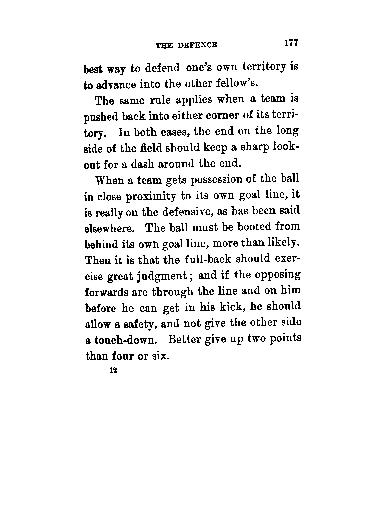 THE DEFENCE 177
best way to defend one's own territory is
to advance into the other fellow's.
The same rule applies when a team is
pushed back into either corner of its terri-
tory. In both cases, the end on the long
side of the field should keep a sharp look-
out for a dash around the end.
When a team gets possession of the ball
in close proximity to its own goal line, it
is really on the defensive, as has been said
elsewhere. The ball must be booted from
behind its own goal line, more than likely.
Then it is that the full-back should exer-
cise great judgment; and if the opposing
forwards are through the line and on him
before he can get in his kick, he should
allow a safety, and not give the other side
a touch-down. Better give up two points
than four or six.
12